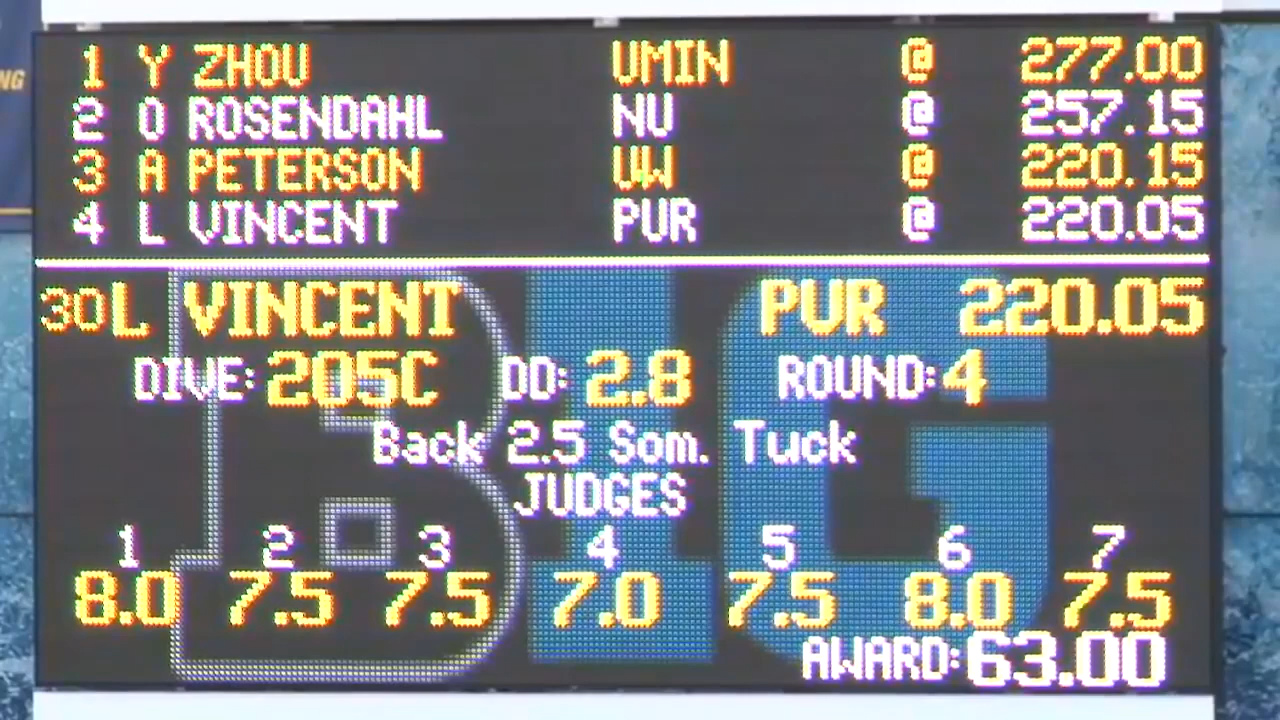 1 Y ZHOU UMIN @ 277.00
2 O ROSENDAHL NU @ 257.15
3 A PETERSON UW @ 220.15
4 L VINCENT PUR @ 220.05
30 L VINCENT PUR 220.05
DIVE: 205C DD: 2.8 ROUND: 4
Back 2.5 Som. Tuck
JUDGES
1 2 3 4 5 6 7
8.0 7.5 7.5 7.0 7.5 8.0 7.5
AWARD: 63.00
BIG
NG